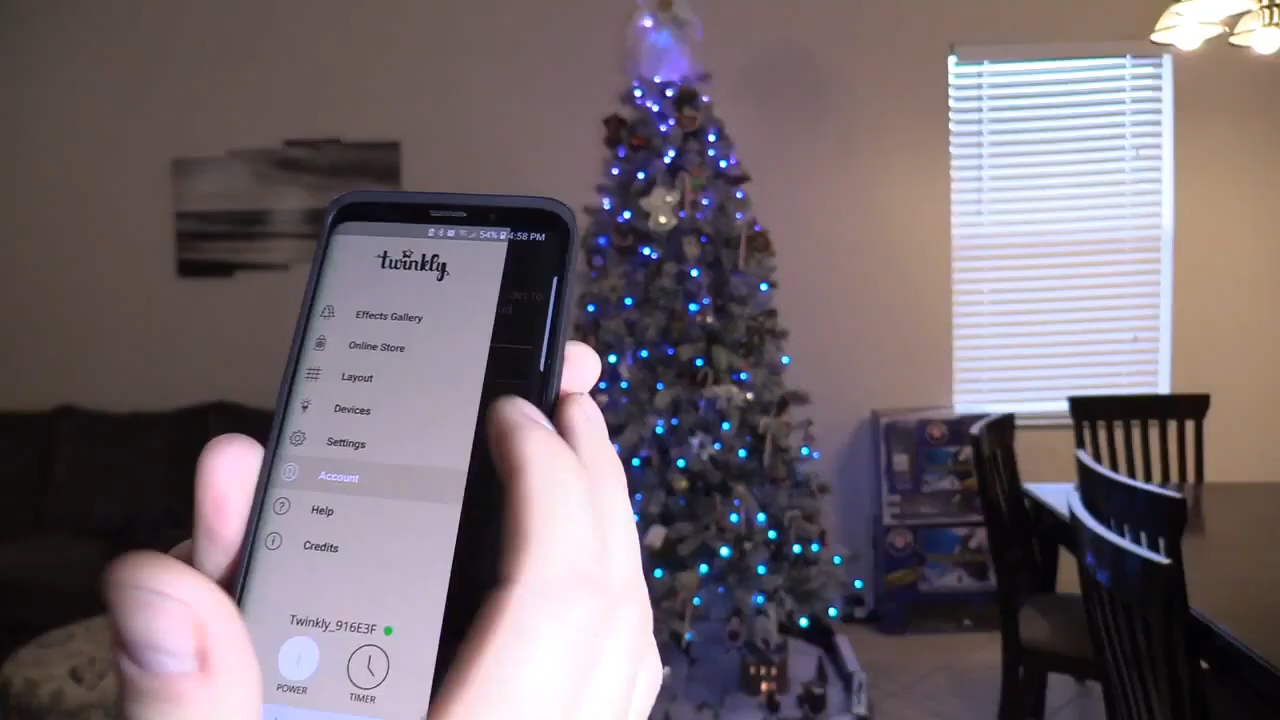 54% 4:58 PM
twinkly
Effects Gallery
Online Store
Layout
Devices
Settings
Account
Help
Credits
Twinkly_916E3F
POWER
TIMER